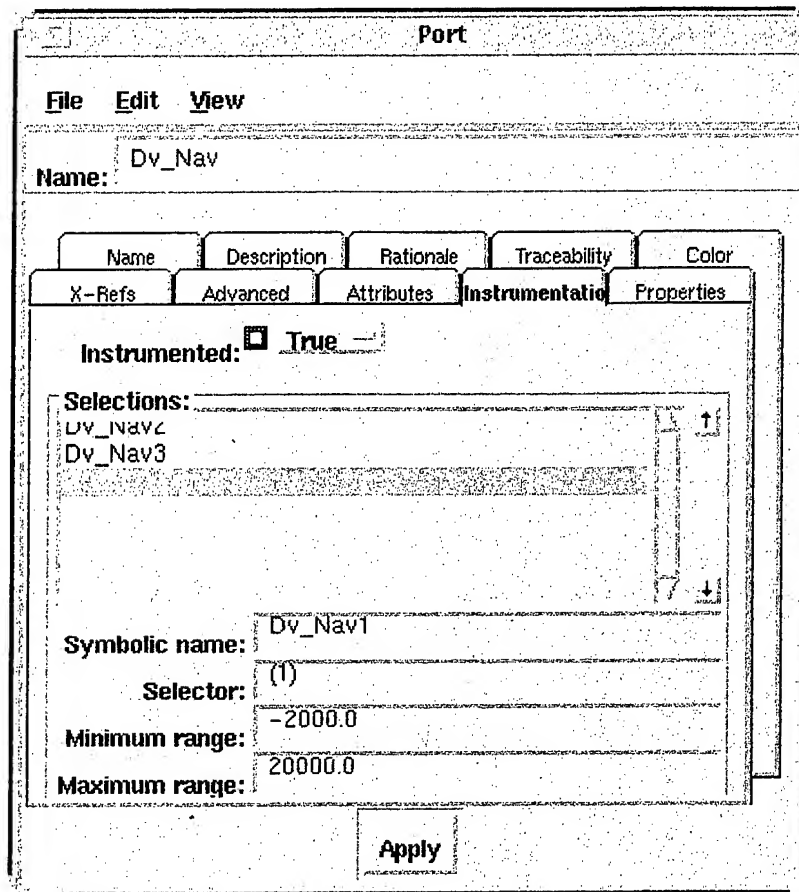 Port
File Edit View
Name: Dv_Nav
Name Description Rationale Traceability Color
X-Refs Advanced Attributes Instrumentatio Properties
Instrumented: True
Selections:
Dv_Nav2
Dv_Nav3
Symbolic name: Dv_Nav1
Selector: (1)
Minimum range: -2000.0
Maximum range: 20000.0
Apply